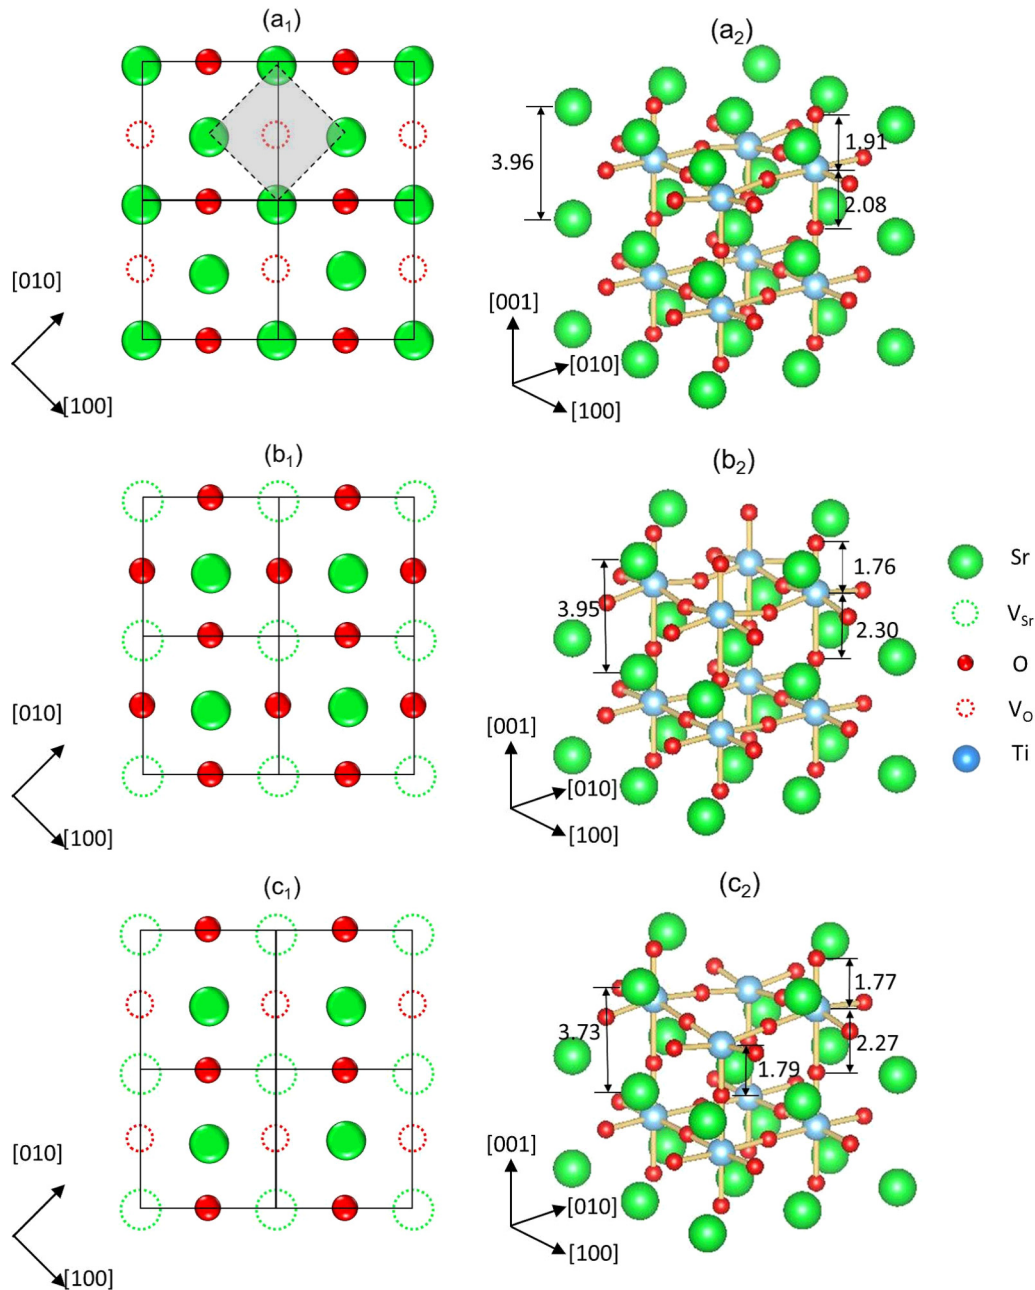 (a₁)
(a₂)
3.96
1.91
2.08
[010]
[100]
[001]
[010]
[100]
(b₁)
(b₂)
3.95
1.76
2.30
[010]
[100]
[001]
[010]
[100]
Sr
V_Sr
O
V_O
Ti
(c₁)
(c₂)
3.73
1.77
2.27
1.79
[010]
[100]
[001]
[010]
[100]